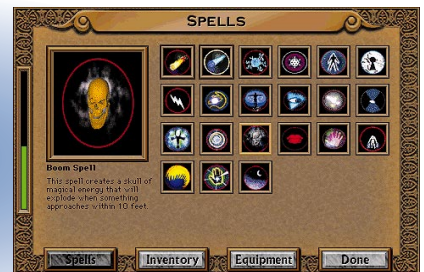 SPELLS
Boom Spell
This spell creates a skull of
magical energy that will
explode when something
approaches within 10 feet.
Spells
Inventory
Equipment
Done